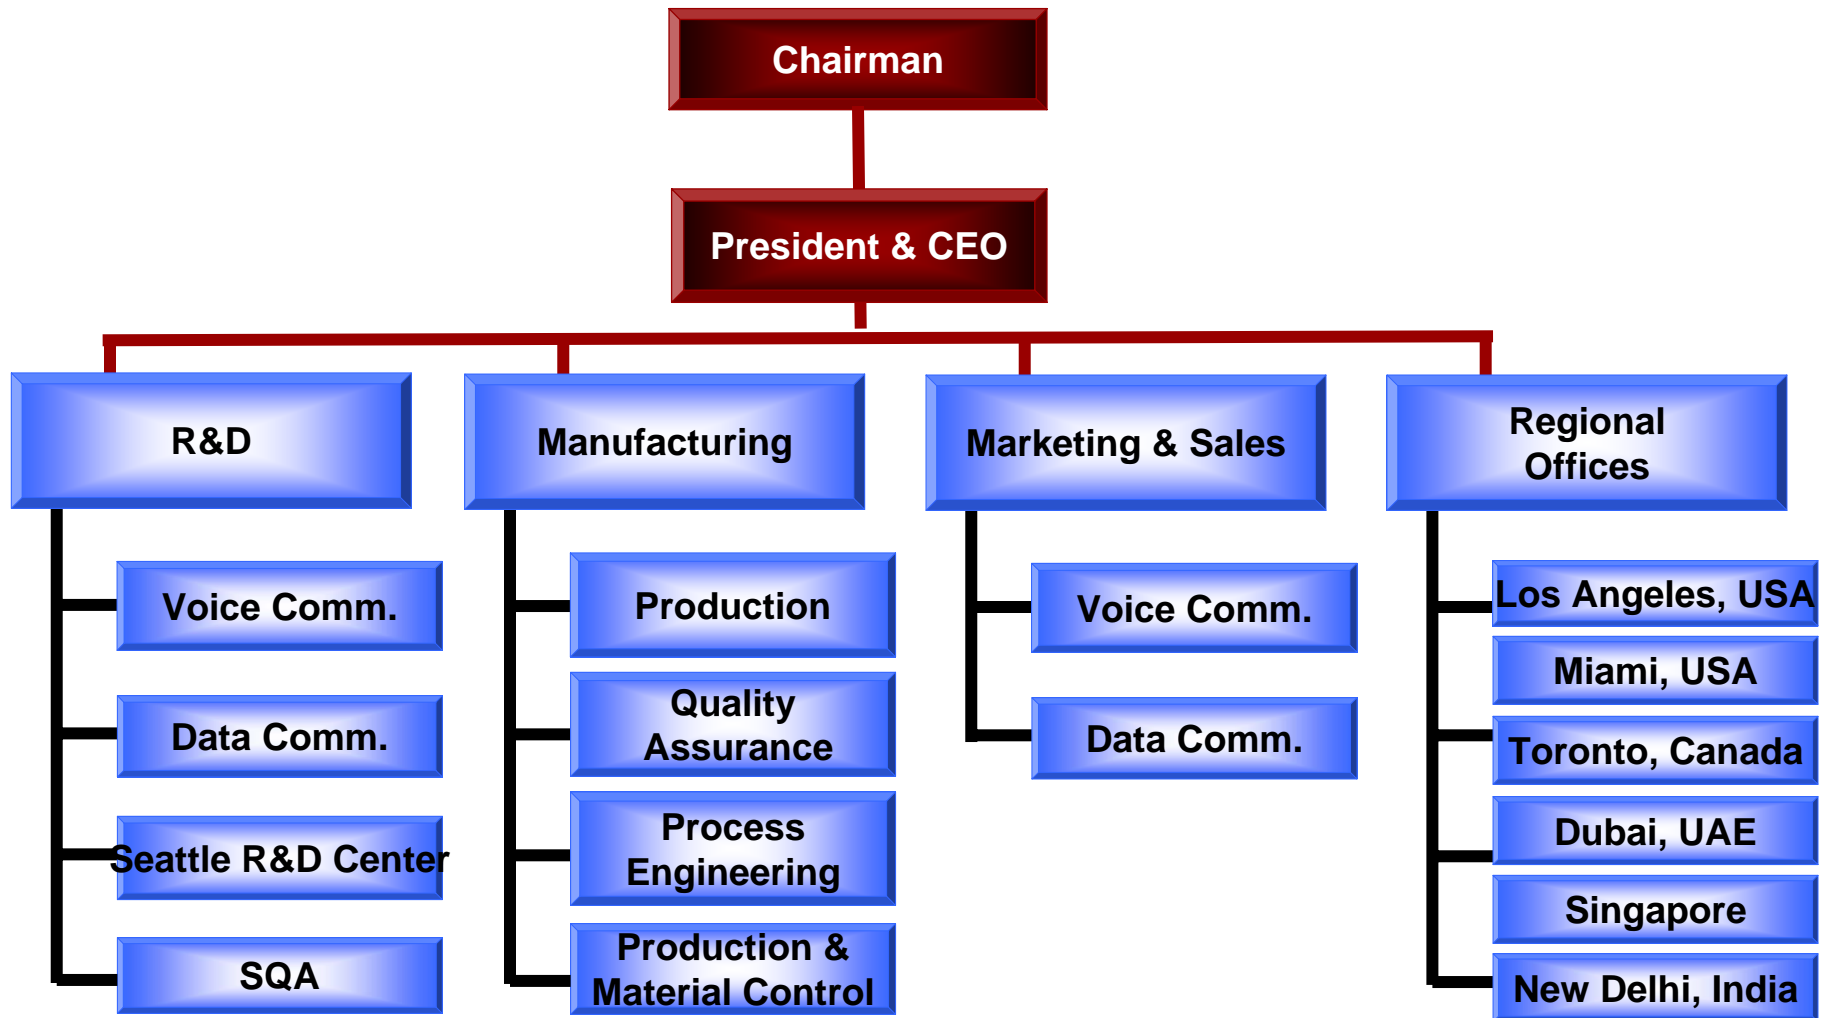 Chairman
President & CEO
R&D
Manufacturing
Marketing & Sales
Regional
Offices
Voice Comm.
Data Comm.
Seattle R&D Center
SQA
Production
Quality
Assurance
Process
Engineering
Production &
Material Control
Voice Comm.
Data Comm.
Los Angeles, USA
Miami, USA
Toronto, Canada
Dubai, UAE
Singapore
New Delhi, India